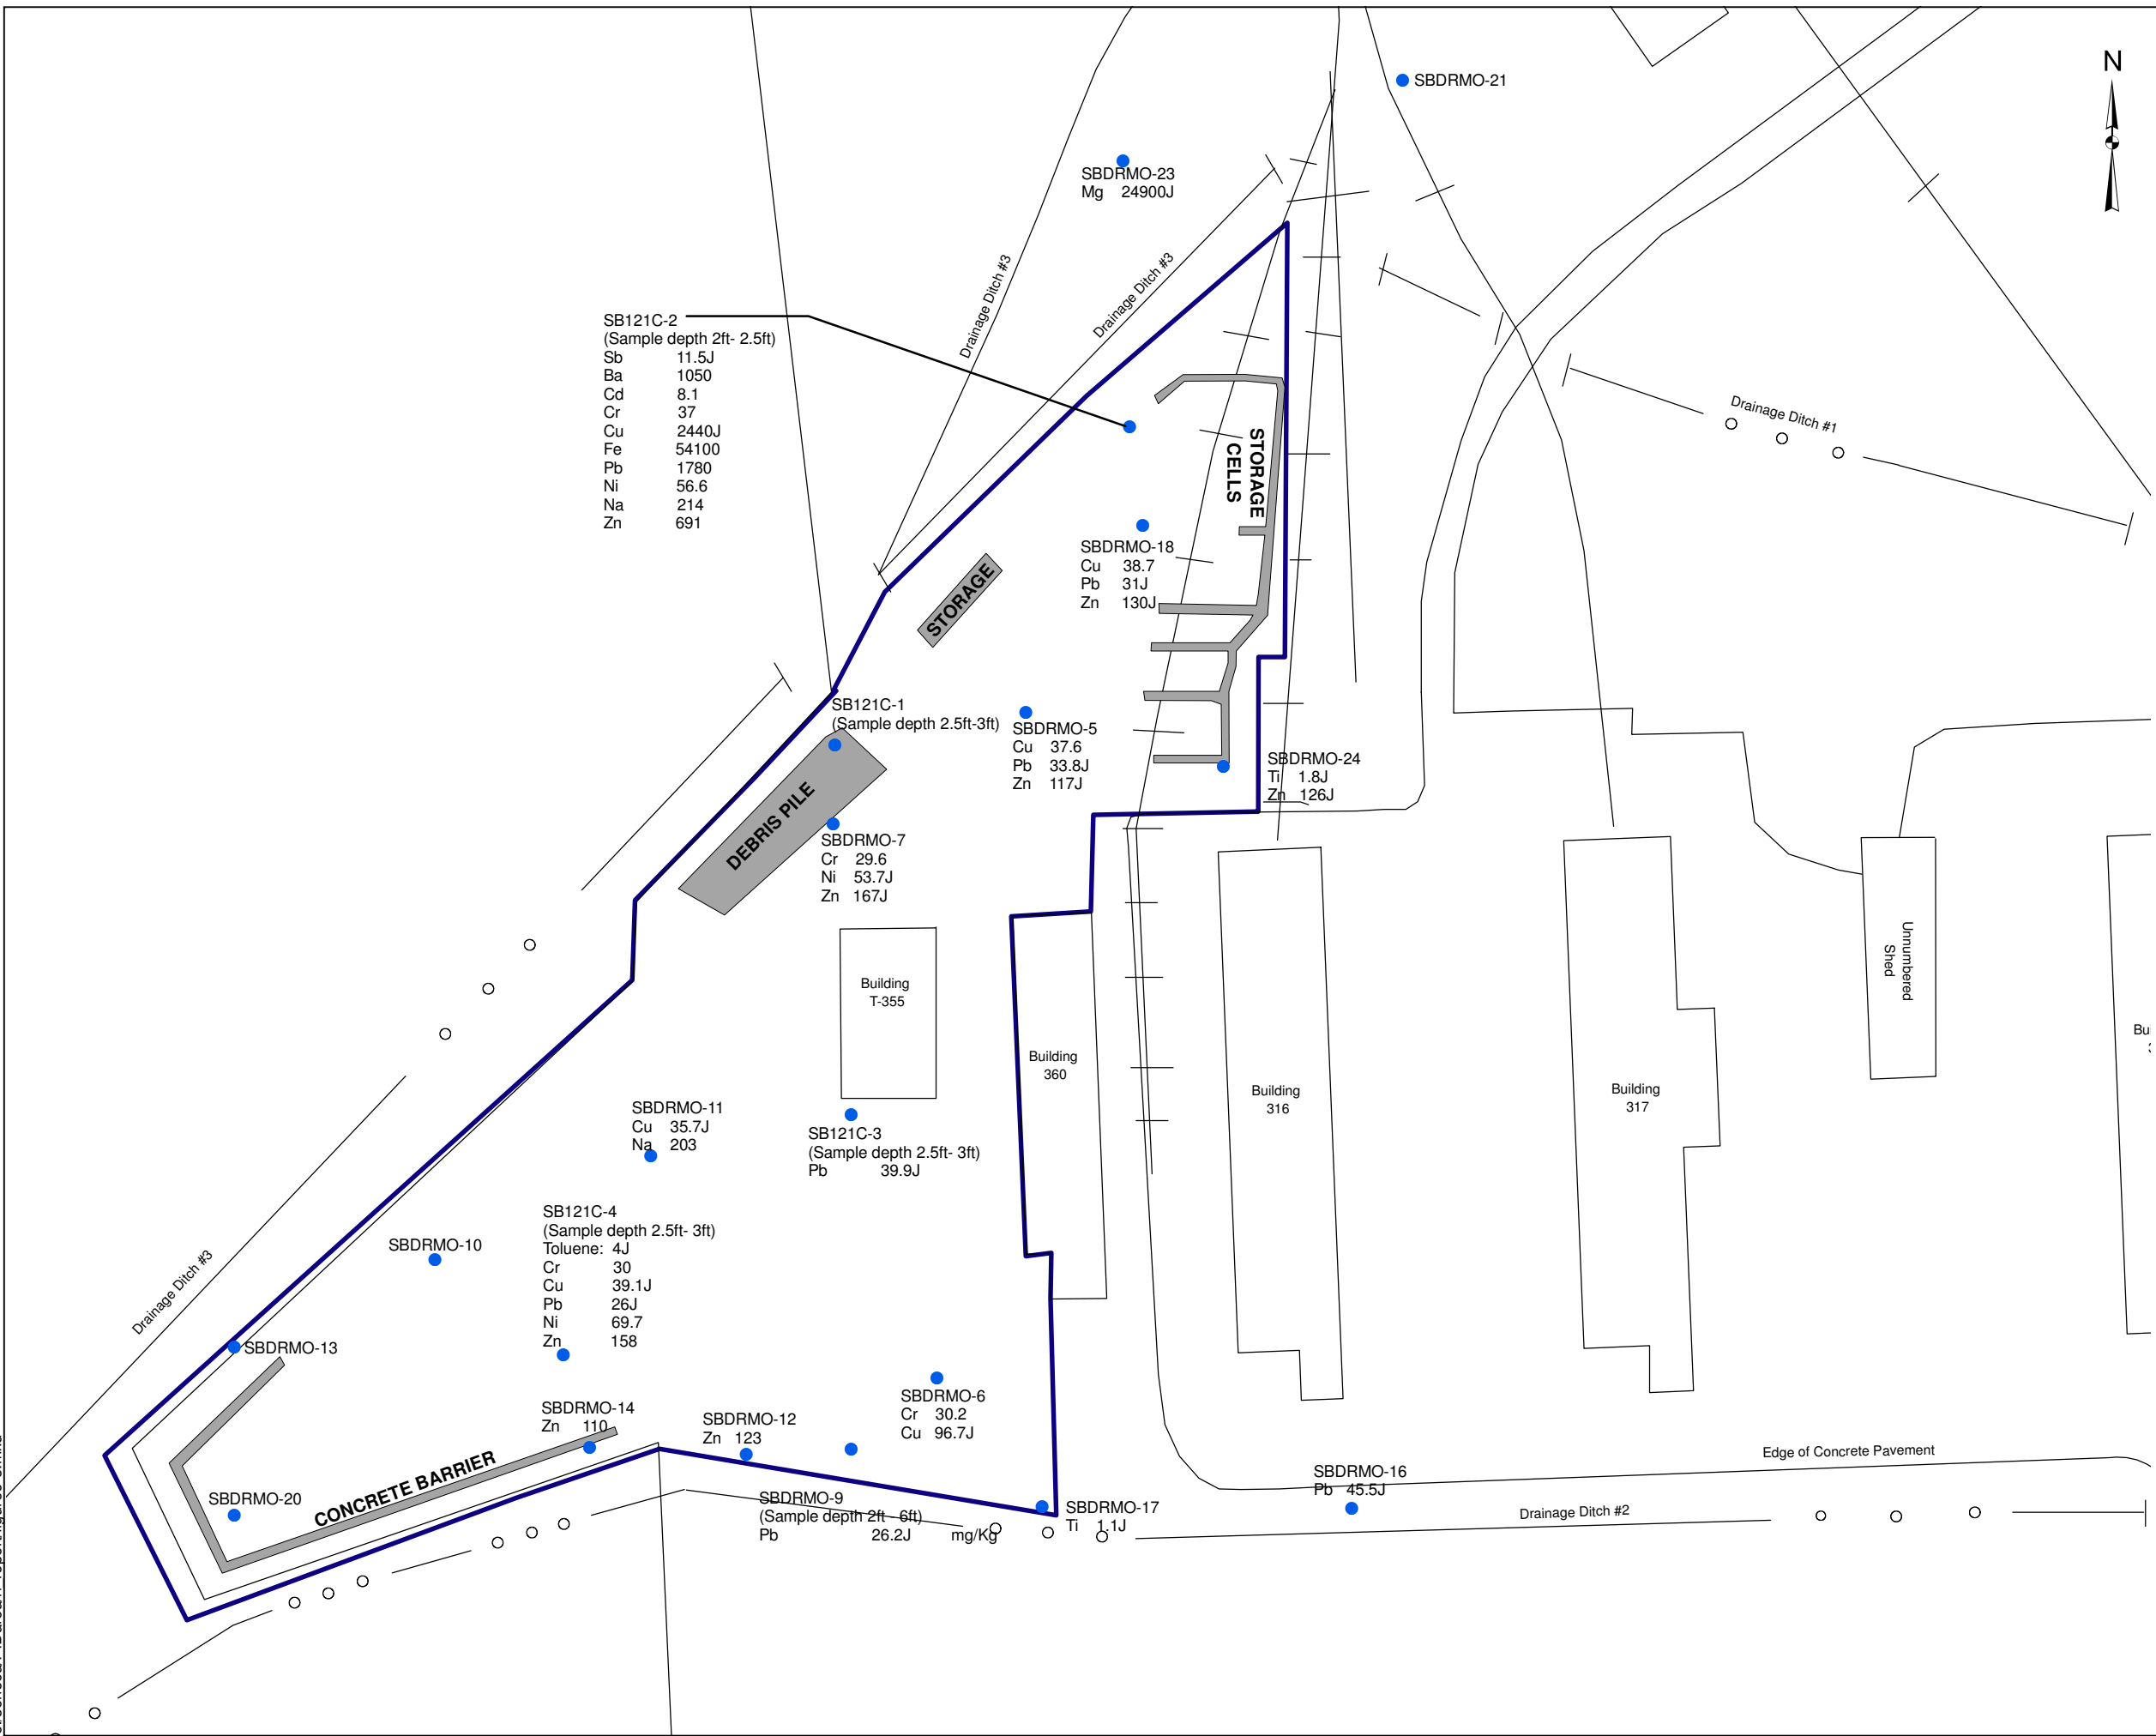 N
SBDRMO-21
SBDRMO-23
Mg 24900J
Drainage Ditch #3
Drainage Ditch #3
SB121C-2
(Sample depth 2ft- 2.5ft)
Sb 11.5J
Ba 1050
Cd 8.1
Cr 37
Cu 2440J
Fe 54100
Pb 1780
Ni 56.6
Na 214
Zn 691
Drainage Ditch #1
STORAGE
CELLS
SBDRMO-18
Cu 38.7
Pb 31J
Zn 130J
STORAGE
SB121C-1
(Sample depth 2.5ft-3ft)
SBDRMO-5
Cu 37.6
Pb 33.8J
Zn 117J
SBDRMO-24
Ti 1.8J
Zn 126J
DEBRIS PILE
SBDRMO-7
Cr 29.6
Ni 53.7J
Zn 167J
Building
T-355
Building
360
Building
316
Building
317
Unnumbered
Shed
SBDRMO-11
Cu 35.7J
Na 203
SB121C-3
(Sample depth 2.5ft- 3ft)
Pb 39.9J
SB121C-4
(Sample depth 2.5ft- 3ft)
Toluene: 4J
Cr 30
Cu 39.1J
Pb 26J
Ni 69.7
Zn 158
SBDRMO-10
Drainage Ditch #3
SBDRMO-13
SBDRMO-6
Cr 30.2
Cu 96.7J
SBDRMO-14
Zn 110
SBDRMO-12
Zn 123
CONCRETE BARRIER
SBDRMO-20
SBDRMO-9
(Sample depth 2ft - 6ft)
Pb 26.2J mg/Kg
SBDRMO-17
Ti 1.1J
SBDRMO-16
Pb 45.5J
Edge of Concrete Pavement
Drainage Ditch #2